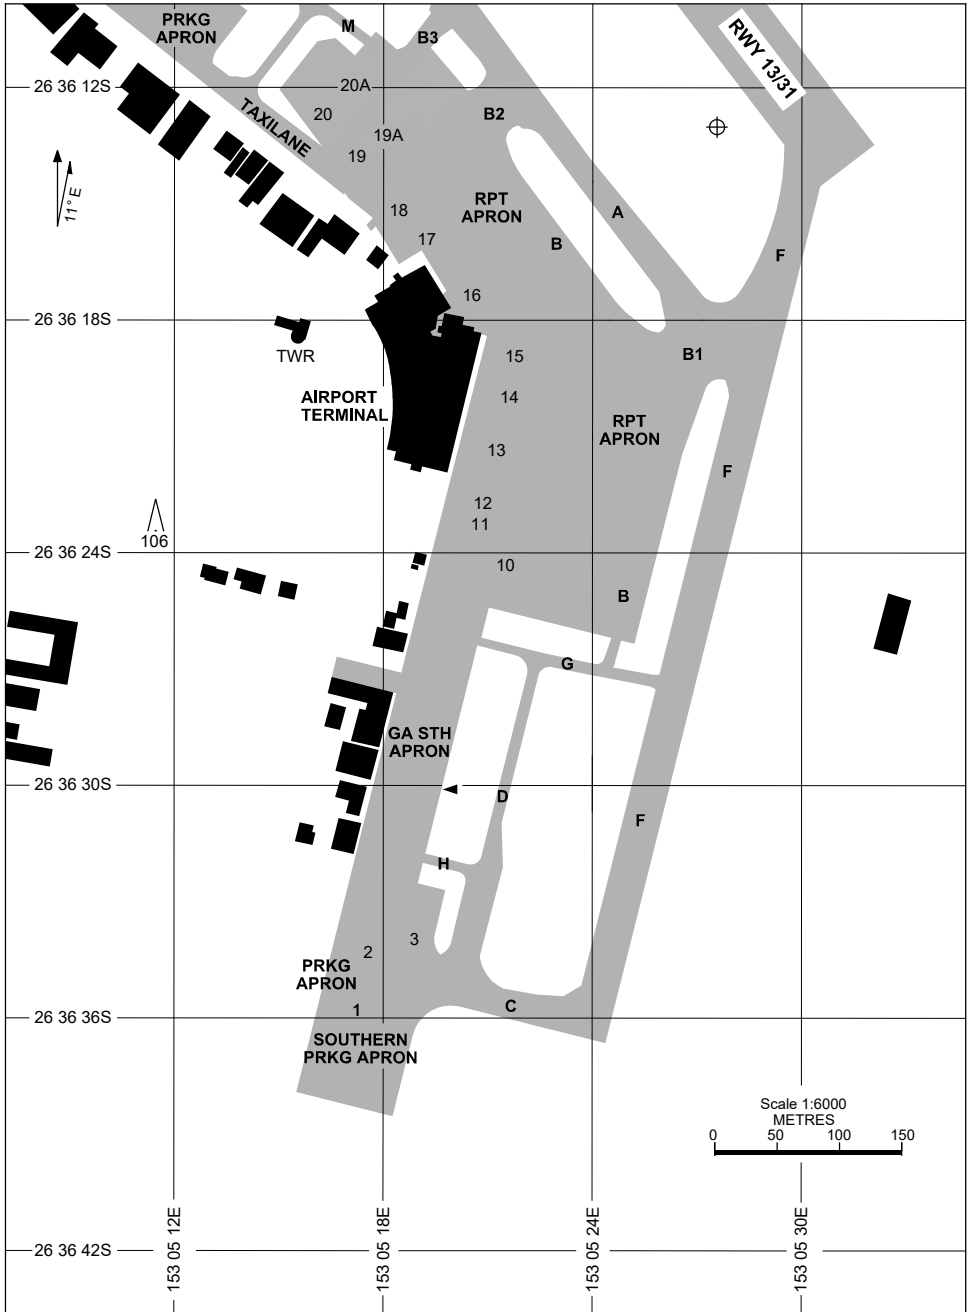 PRKG
APRON
M
B3
RWY 13/31
26 36 12S
20A
20
B2
TAXILANE
19A
19
11° E
RPT
APRON
18
A
17
B
F
16
26 36 18S
TWR
15
B1
AIRPORT
TERMINAL
14
RPT
APRON
13
F
12
11
106
26 36 24S
10
B
G
GA STH
APRON
26 36 30S
D
F
H
3
2
PRKG
APRON
1
C
26 36 36S
SOUTHERN
PRKG APRON
Scale 1:6000
METRES
0 50 100 150
153 05 12E
153 05 18E
153 05 24E
153 05 30E
26 36 42S